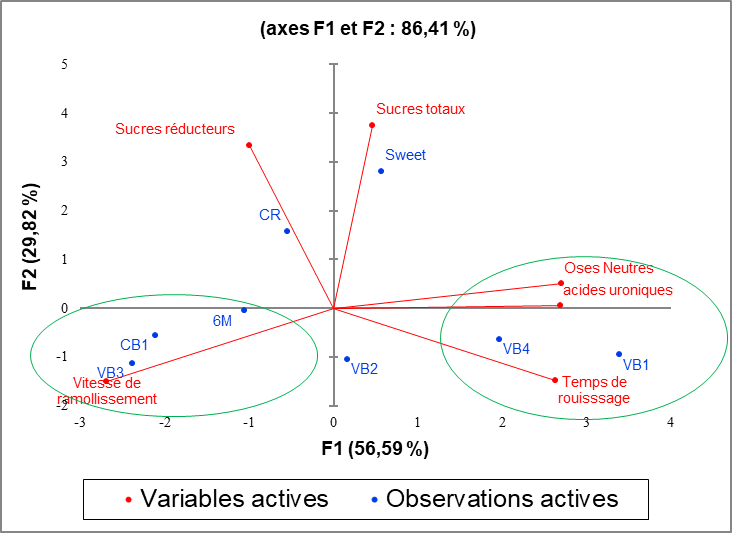 (axes F1 et F2 : 86,41 %)
5
4
3
2
1
0
-1
-2
F2 (29,82 %)
Sucres totaux
Sucres réducteurs
Sweet
CR
Oses Neutres
acides uroniques
6M
CB1
VB3
Vitesse de
ramollissement
VB2
VB4
VB1
Temps de
rouisssage
-3
-2
-1
0
1
2
3
4
F1 (56,59 %)
Variables actives
Observations actives